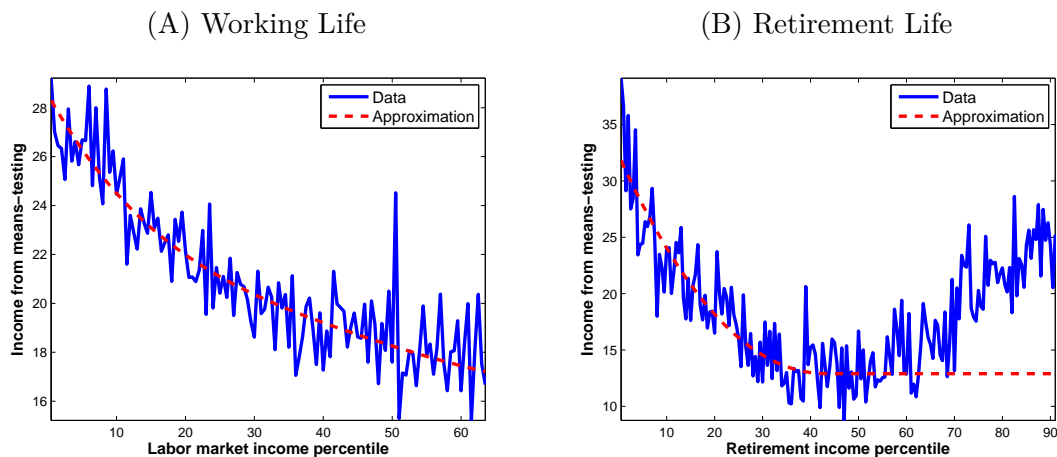 (A) Working Life
Income from means-testing
28
26
24
22
20
18
16
Data
Approximation
10 20 30 40 50 60
Labor market income percentile
(B) Retirement Life
Income from means-testing
35
30
25
20
15
10
Data
Approximation
10 20 30 40 50 60 70 80 90
Retirement income percentile